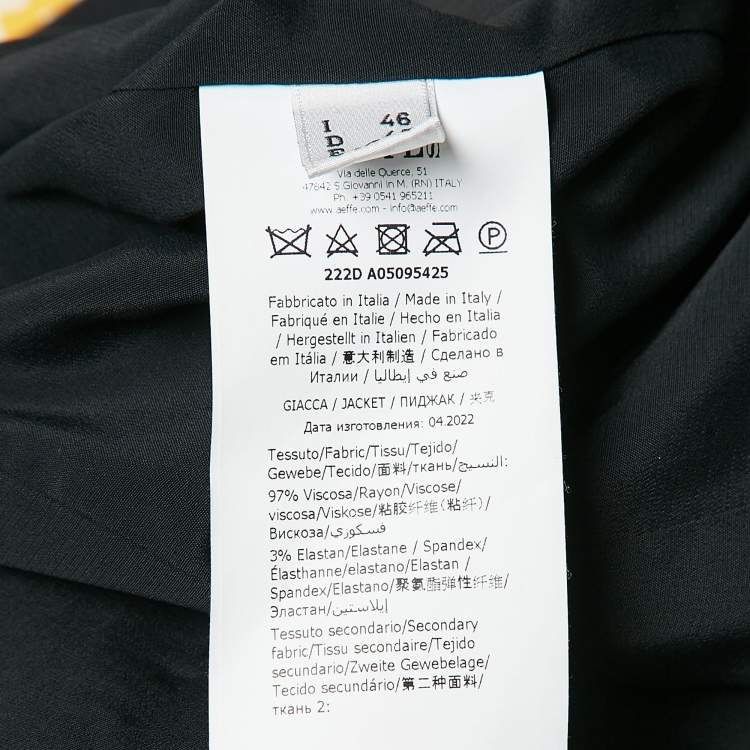 I 46
D
E
Via delle Querce, 51
47842 S.Giovanni in M. (RN) ITALY
Ph. +39 0541 965211
www.aeffe.com - info@aeffe.com
P
222D A05095425
Fabbricato in Italia / Made in Italy /
Fabriqué en Italie / Hecho en Italia
/ Hergestellt in Italien / Fabricado
em Itália / 意大利制造 / Сделано в
Италии / صنع في إيطاليا
GIACCA / JACKET / ПИДЖАК / 夹克
Дата изготовления: 04.2022
Tessuto/Fabric/Tissu/Tejido/
Gewebe/Tecido/面料/ткань/النسيج:
97% Viscosa/Rayon/Viscose/
viscosa/Viskose/粘胶纤维(粘纤)/
Вискоза/فسكوزي
3% Elastan/Elastane / Spandex/
Élasthanne/elastano/Elastan /
Spandex/Elastano/聚氨酯弹性纤维/
Эластан/إيلاستين
Tessuto secondario/Secondary
fabric/Tissu secondaire/Tejido
secundario/Zweite Gewebelage/
Tecido secundário/第二种面料/
ткань 2: